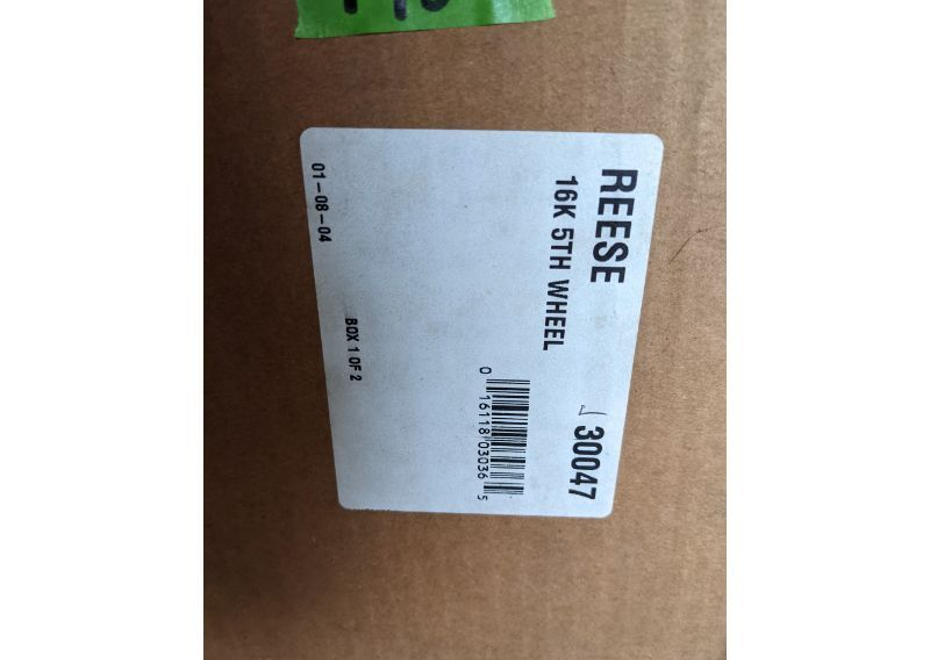 REESE 30047
16K 5TH WHEEL
0 16118 03036 5
BOX 1 OF 2
01-08-04